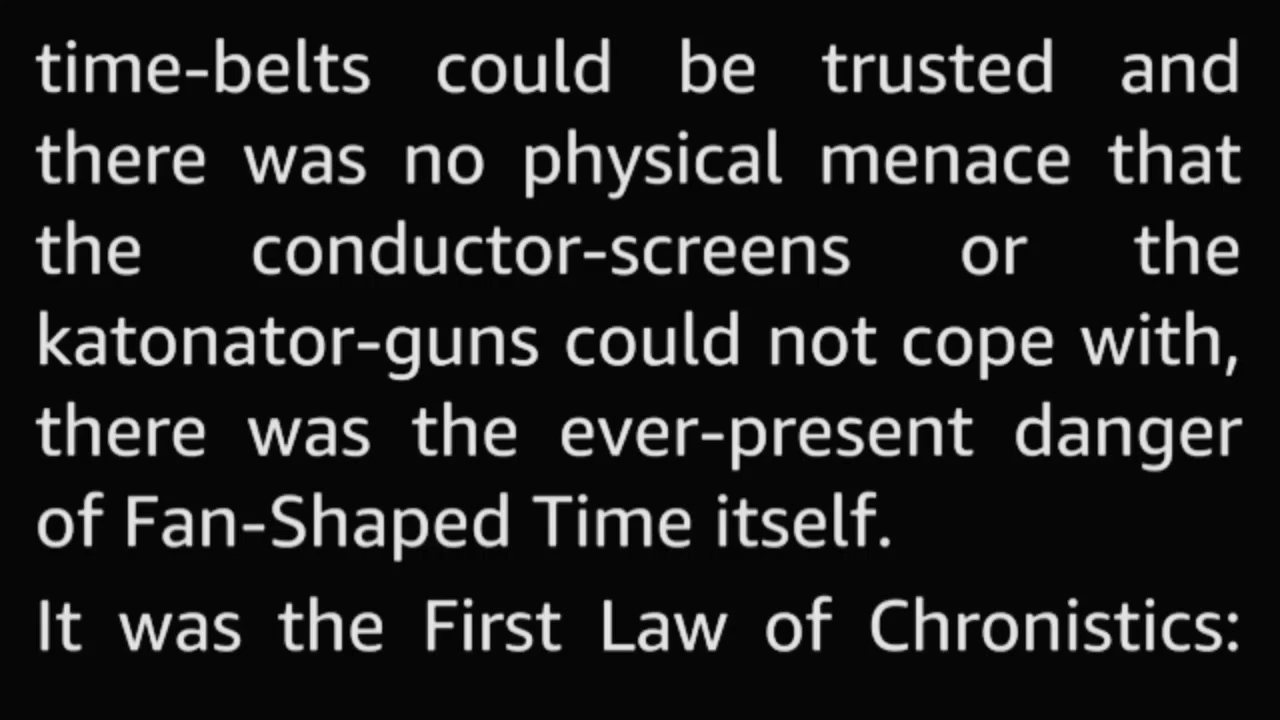 time-belts could be trusted and
there was no physical menace that
the conductor-screens or the
katonator-guns could not cope with,
there was the ever-present danger
of Fan-Shaped Time itself.
It was the First Law of Chronistics: